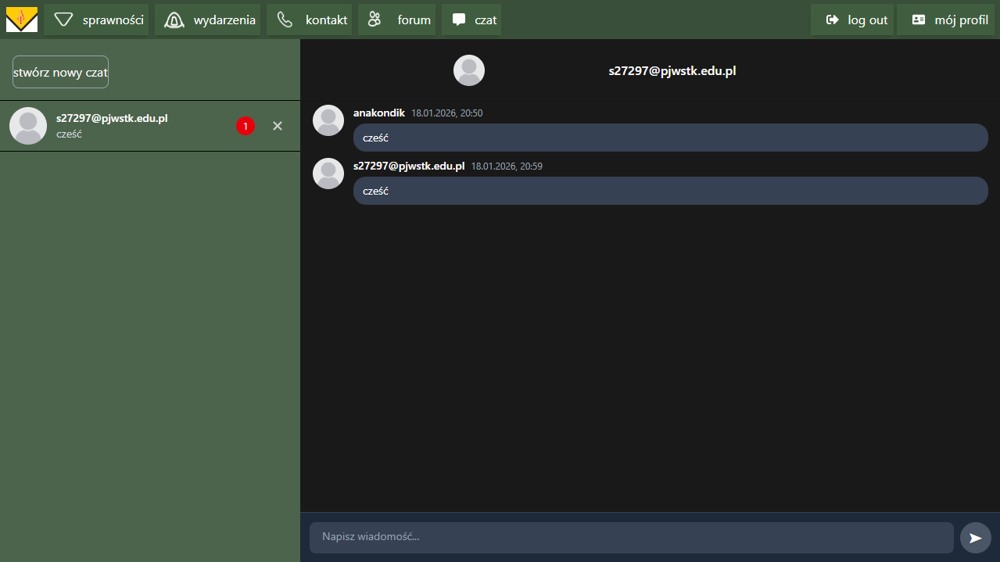 sprawności
wydarzenia
kontakt
forum
czat
log out
mój profil
stwórz nowy czat
s27297@pjwstk.edu.pl
cześć
1
s27297@pjwstk.edu.pl
anakondik 18.01.2026, 20:50
cześć
s27297@pjwstk.edu.pl 18.01.2026, 20:59
cześć
Napisz wiadomość...